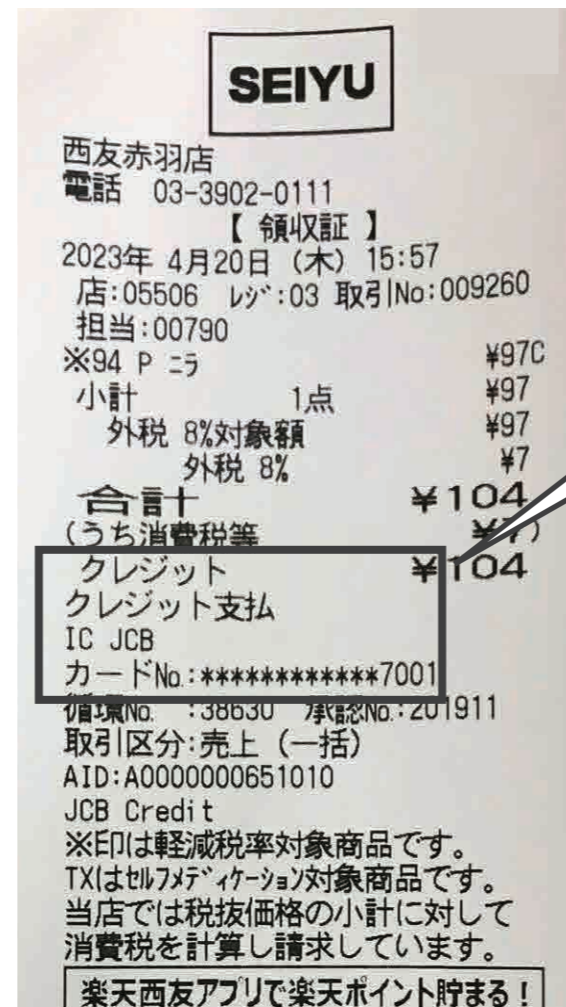 SEIYU
西友赤羽店
電話 03-3902-0111
【 領収証 】
2023年 4月20日 (木) 15:57
店:05506 ﾚｼﾞ:03 取引No:009260
担当:00790
※94 P ﾆﾗ ¥97C
小計 1点 ¥97
外税 8%対象額 ¥97
外税 8% ¥7
合計 ¥104
(うち消費税等 ¥7)
クレジット ¥104
クレジット支払
IC JCB
カードNo.:************7001
循環No. :38630 承認No.:201911
取引区分:売上 (一括)
AID:A0000000651010
JCB Credit
※印は軽減税率対象商品です。
TXはｾﾙﾌﾒﾃﾞｨｹｰｼｮﾝ対象商品です。
当店では税抜価格の小計に対して
消費税を計算し請求しています。
楽天西友アプリで楽天ポイント貯まる!